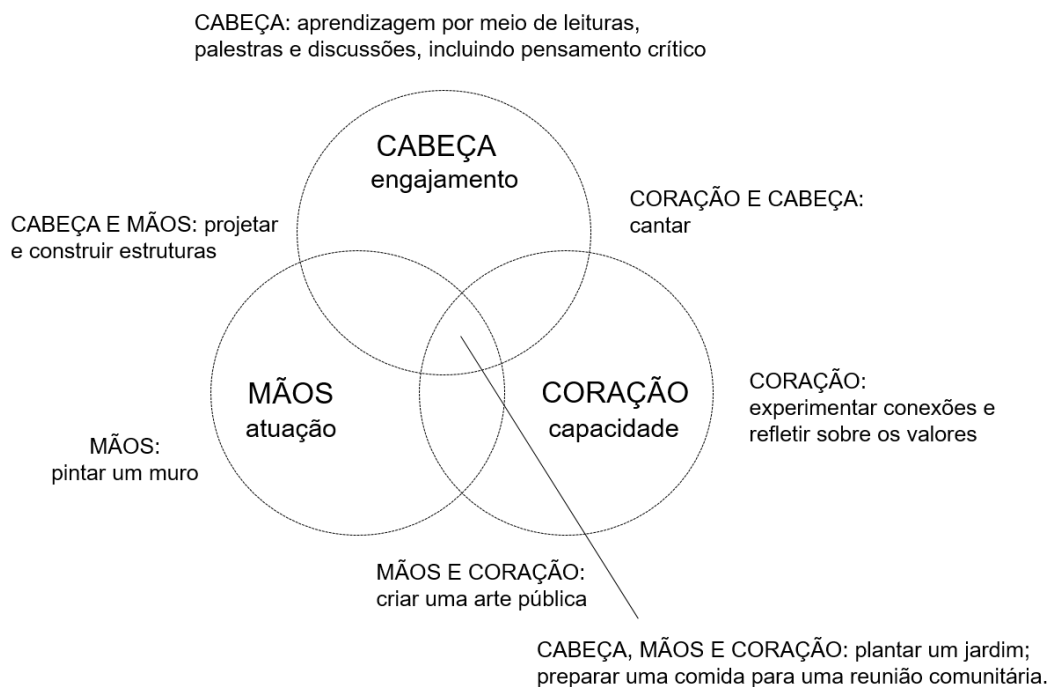 CABEÇA: aprendizagem por meio de leituras,
palestras e discussões, incluindo pensamento crítico
CABEÇA
engajamento
CABEÇA E MÃOS: projetar
e construir estruturas
CORAÇÃO E CABEÇA:
cantar
MÃOS
atuação
CORAÇÃO
capacidade
CORAÇÃO:
experimentar conexões e
refletir sobre os valores
MÃOS:
pintar um muro
MÃOS E CORAÇÃO:
criar uma arte pública
CABEÇA, MÃOS E CORAÇÃO: plantar um jardim;
preparar uma comida para uma reunião comunitária.